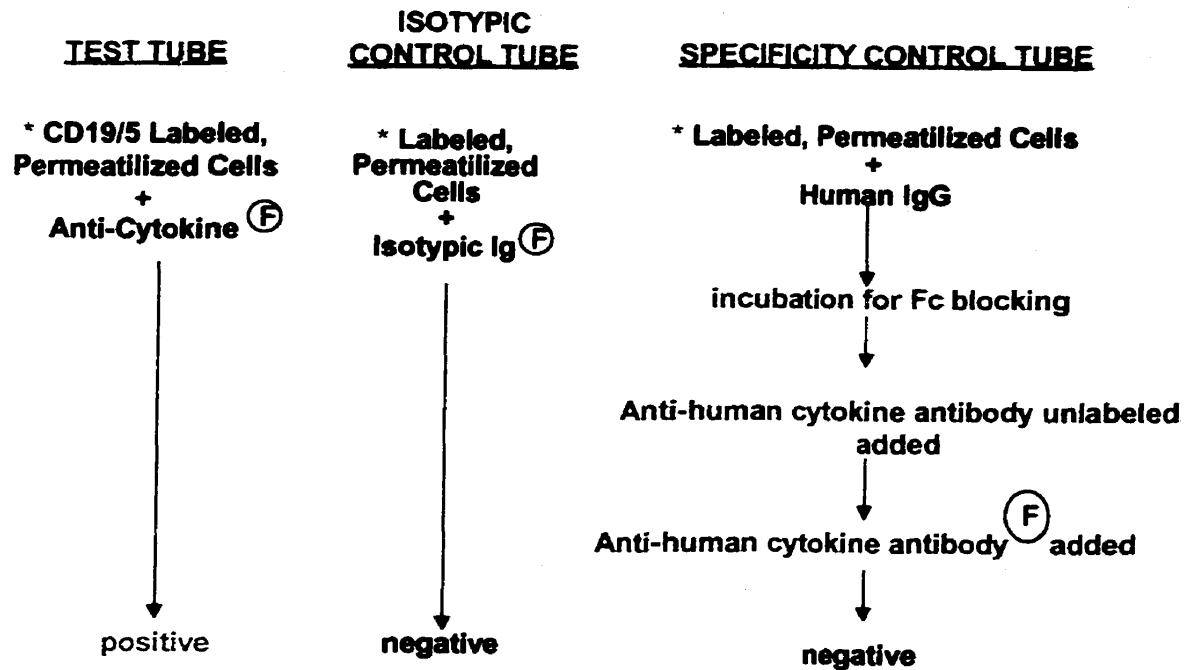 TEST TUBE
* CD19/5 Labeled,
Permeatilized Cells
+
Anti-Cytokine F
positive
ISOTYPIC
CONTROL TUBE
* Labeled,
Permeatilized
Cells
+
Isotypic Ig F
negative
SPECIFICITY CONTROL TUBE
* Labeled, Permeatilized Cells
+
Human IgG
incubation for Fc blocking
Anti-human cytokine antibody unlabeled
added
Anti-human cytokine antibody F added
negative